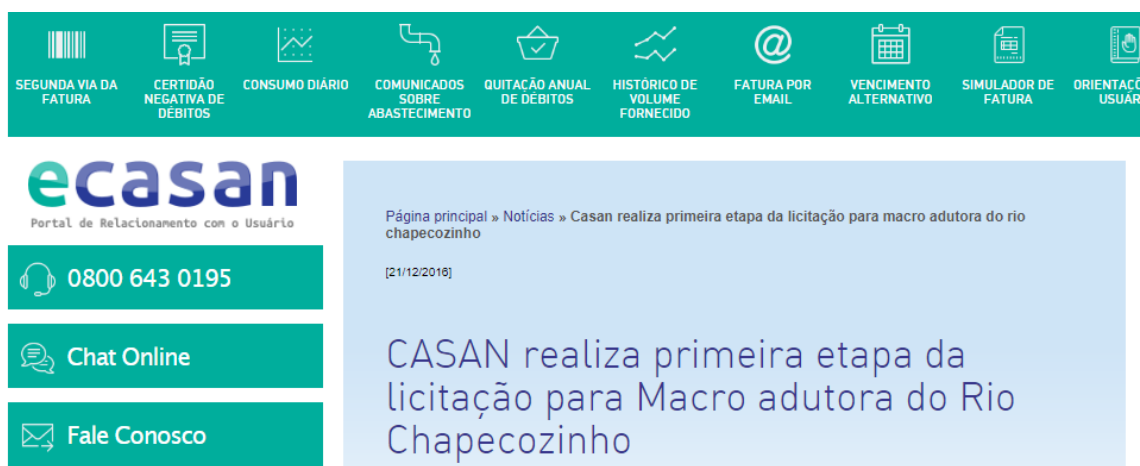 SEGUNDA VIA DA
FATURA
CERTIDÃO
NEGATIVA DE
DÉBITOS
CONSUMO DIÁRIO
COMUNICADOS
SOBRE
ABASTECIMENTO
QUITAÇÃO ANUAL
DE DÉBITOS
HISTÓRICO DE
VOLUME
FORNECIDO
@
FATURA POR
EMAIL
VENCIMENTO
ALTERNATIVO
SIMULADOR DE
FATURA
ecasan
Portal de Relacionamento com o Usuário
0800 643 0195
Chat Online
Fale Conosco
Página principal » Notícias » Casan realiza primeira etapa da licitação para macro adutora do rio
chapecozinho
[21/12/2016]
CASAN realiza primeira etapa da
licitação para Macro adutora do Rio
Chapecozinho